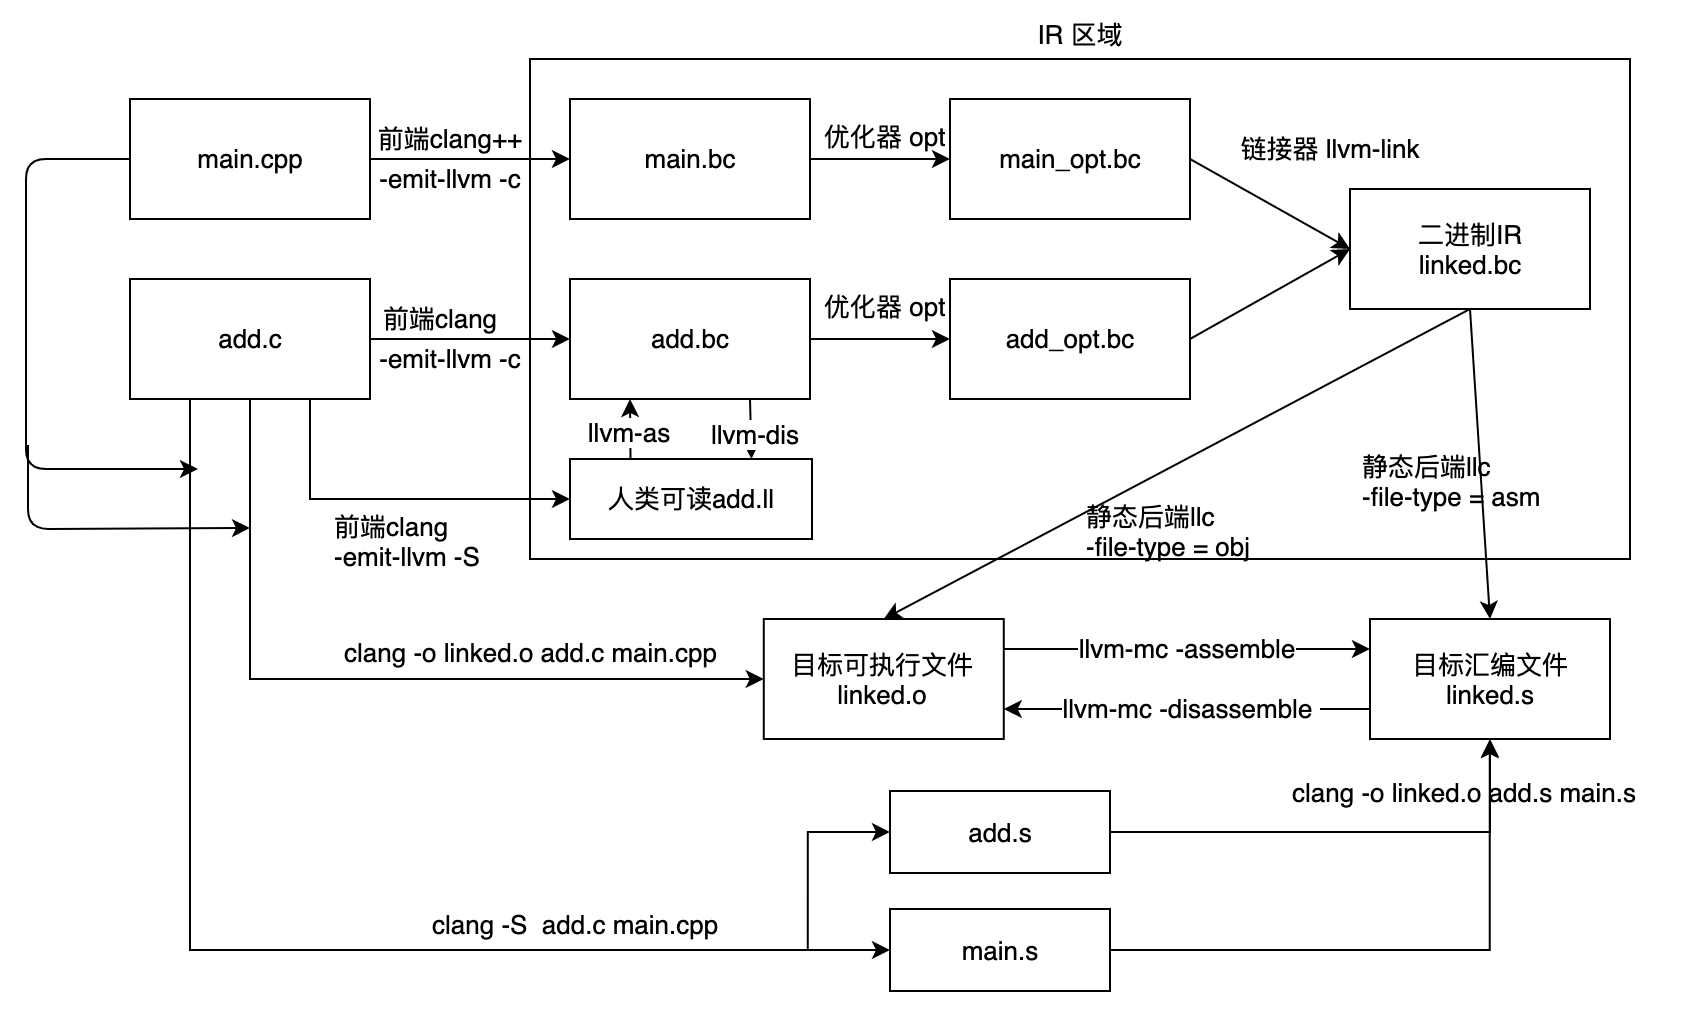 IR 区域
前端clang++
-emit-llvm -c
main.cpp
main.bc
优化器 opt
main_opt.bc
链接器 llvm-link
二进制IR
linked.bc
add.c
前端clang
-emit-llvm -c
add.bc
优化器 opt
add_opt.bc
llvm-as
llvm-dis
人类可读add.ll
前端clang
-emit-llvm -S
静态后端llc
-file-type = obj
静态后端llc
-file-type = asm
clang -o linked.o add.c main.cpp
目标可执行文件
linked.o
llvm-mc -assemble
llvm-mc -disassemble
目标汇编文件
linked.s
clang -o linked.o add.s main.s
add.s
clang -S  add.c main.cpp
main.s